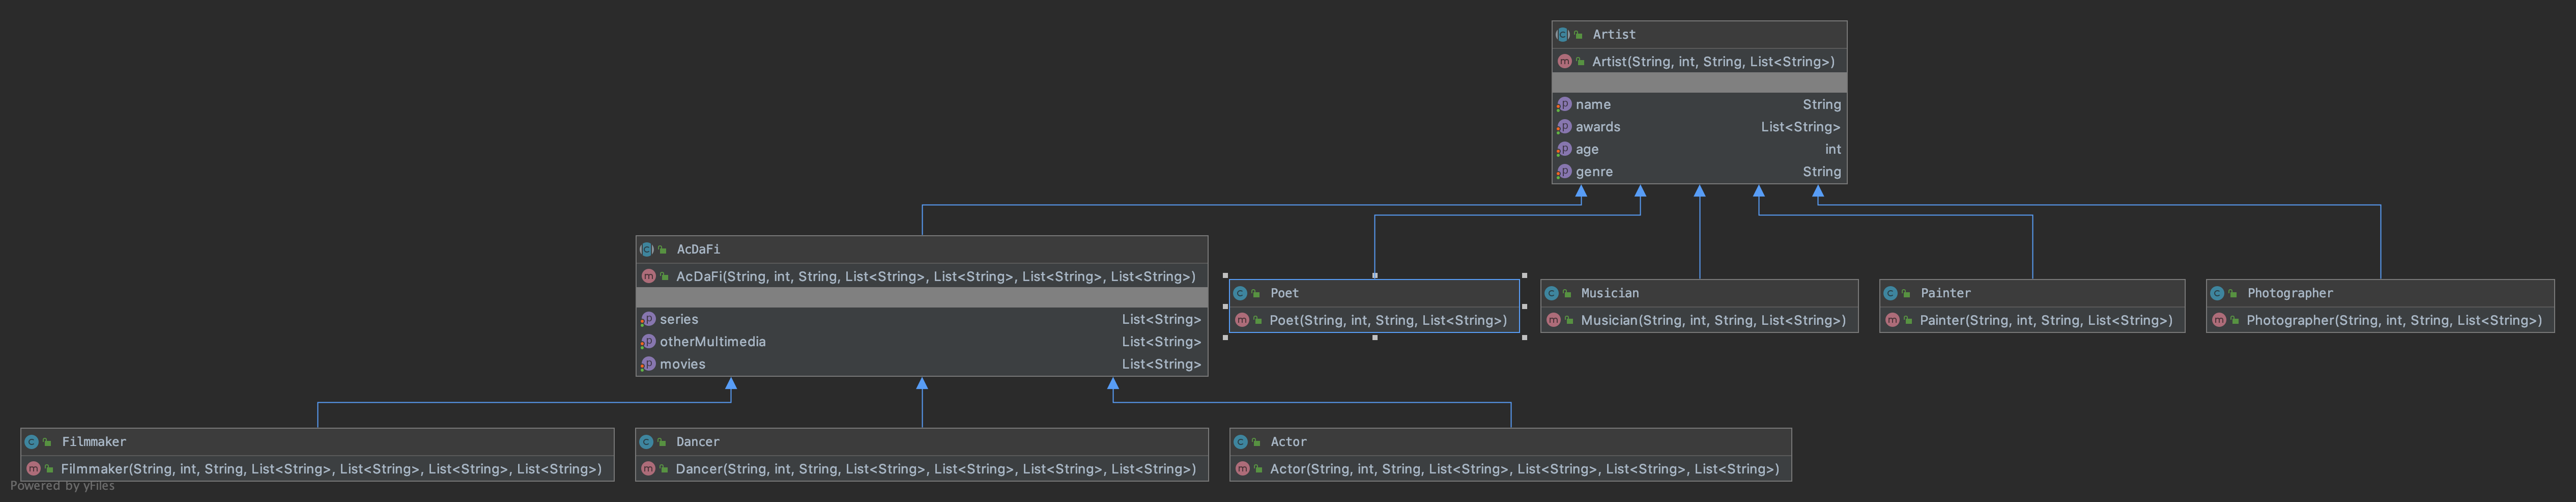 Artist
Artist(String, int, String, List<String>)
name String
awards List<String>
age int
genre String
AcDaFi
AcDaFi(String, int, String, List<String>, List<String>, List<String>, List<String>)
series List<String>
otherMultimedia List<String>
movies List<String>
Poet
Poet(String, int, String, List<String>)
Musician
Musician(String, int, String, List<String>)
Painter
Painter(String, int, String, List<String>)
Photographer
Photographer(String, int, String, List<String>)
Filmmaker
Filmmaker(String, int, String, List<String>, List<String>, List<String>, List<String>)
Dancer
Dancer(String, int, String, List<String>, List<String>, List<String>, List<String>)
Actor
Actor(String, int, String, List<String>, List<String>, List<String>, List<String>)
Powered by yFiles